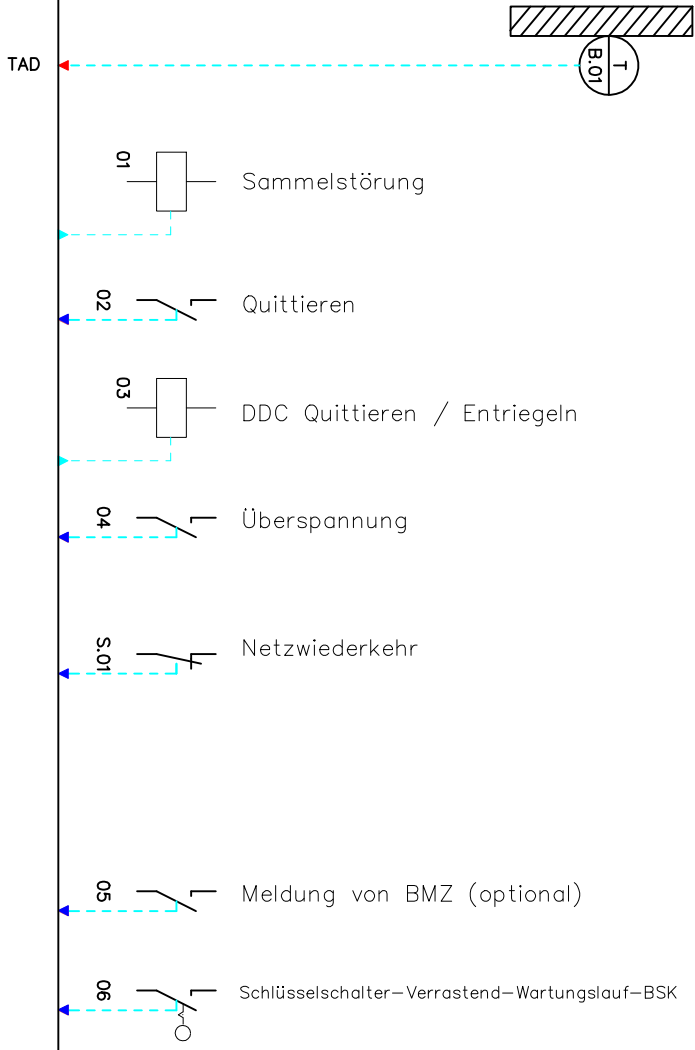 TAD
T
B.01
01
Sammelstörung
02
Quittieren
03
DDC Quittieren / Entriegeln
04
Überspannung
S.01
Netzwiederkehr
05
Meldung von BMZ (optional)
06
Schlüsselschalter-Verrastend-Wartungslauf-BSK